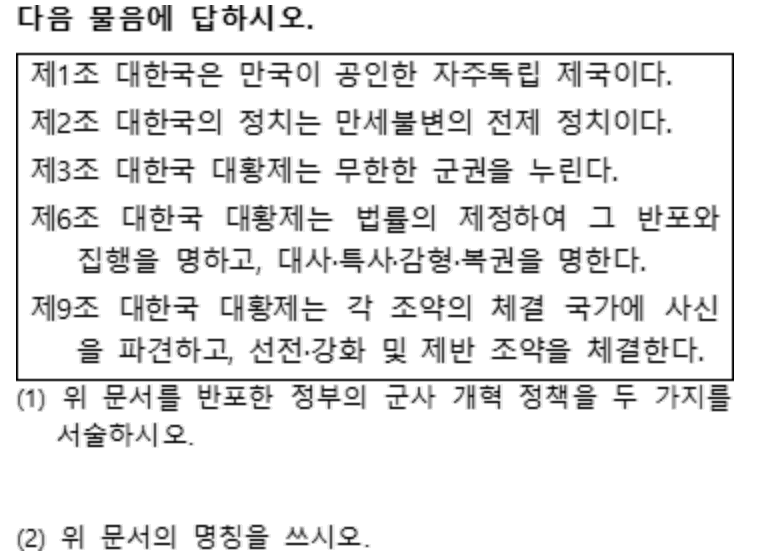 다음 물음에 답하시오.
제1조 대한국은 만국이 공인한 자주독립 제국이다.
제2조 대한국의 정치는 만세불변의 전제 정치이다.
제3조 대한국 대황제는 무한한 군권을 누린다.
제6조 대한국 대황제는 법률의 제정하여 그 반포와
집행을 명하고, 대사·특사·감형·복권을 명한다.
제9조 대한국 대황제는 각 조약의 체결 국가에 사신
을 파견하고, 선전·강화 및 제반 조약을 체결한다.
(1) 위 문서를 반포한 정부의 군사 개혁 정책을 두 가지를
서술하시오.
(2) 위 문서의 명칭을 쓰시오.